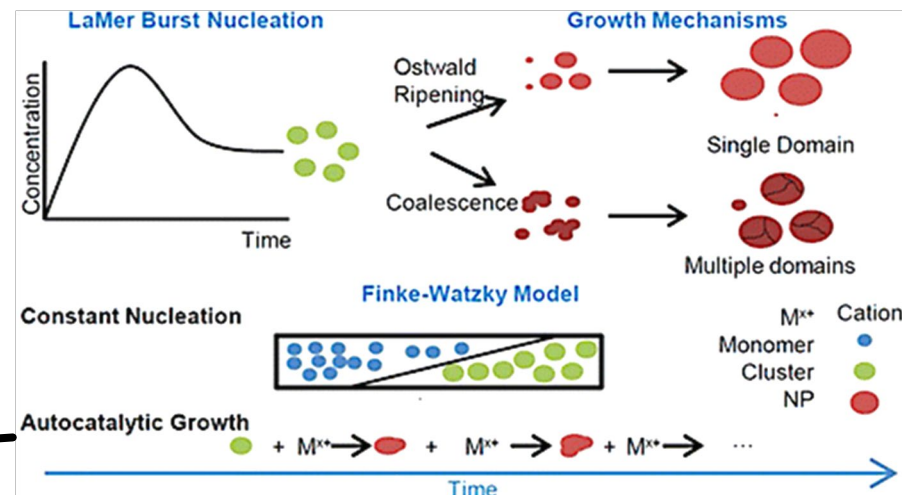 LaMer Burst Nucleation
Growth Mechanisms
Concentration
Time
Ostwald
Ripening
Single Domain
Coalescence
Multiple domains
Finke-Watzky Model
Constant Nucleation
Mˣ⁺ Cation
Monomer
Cluster
NP
Autocatalytic Growth
+ Mˣ⁺ + Mˣ⁺ + Mˣ⁺ ...
Time